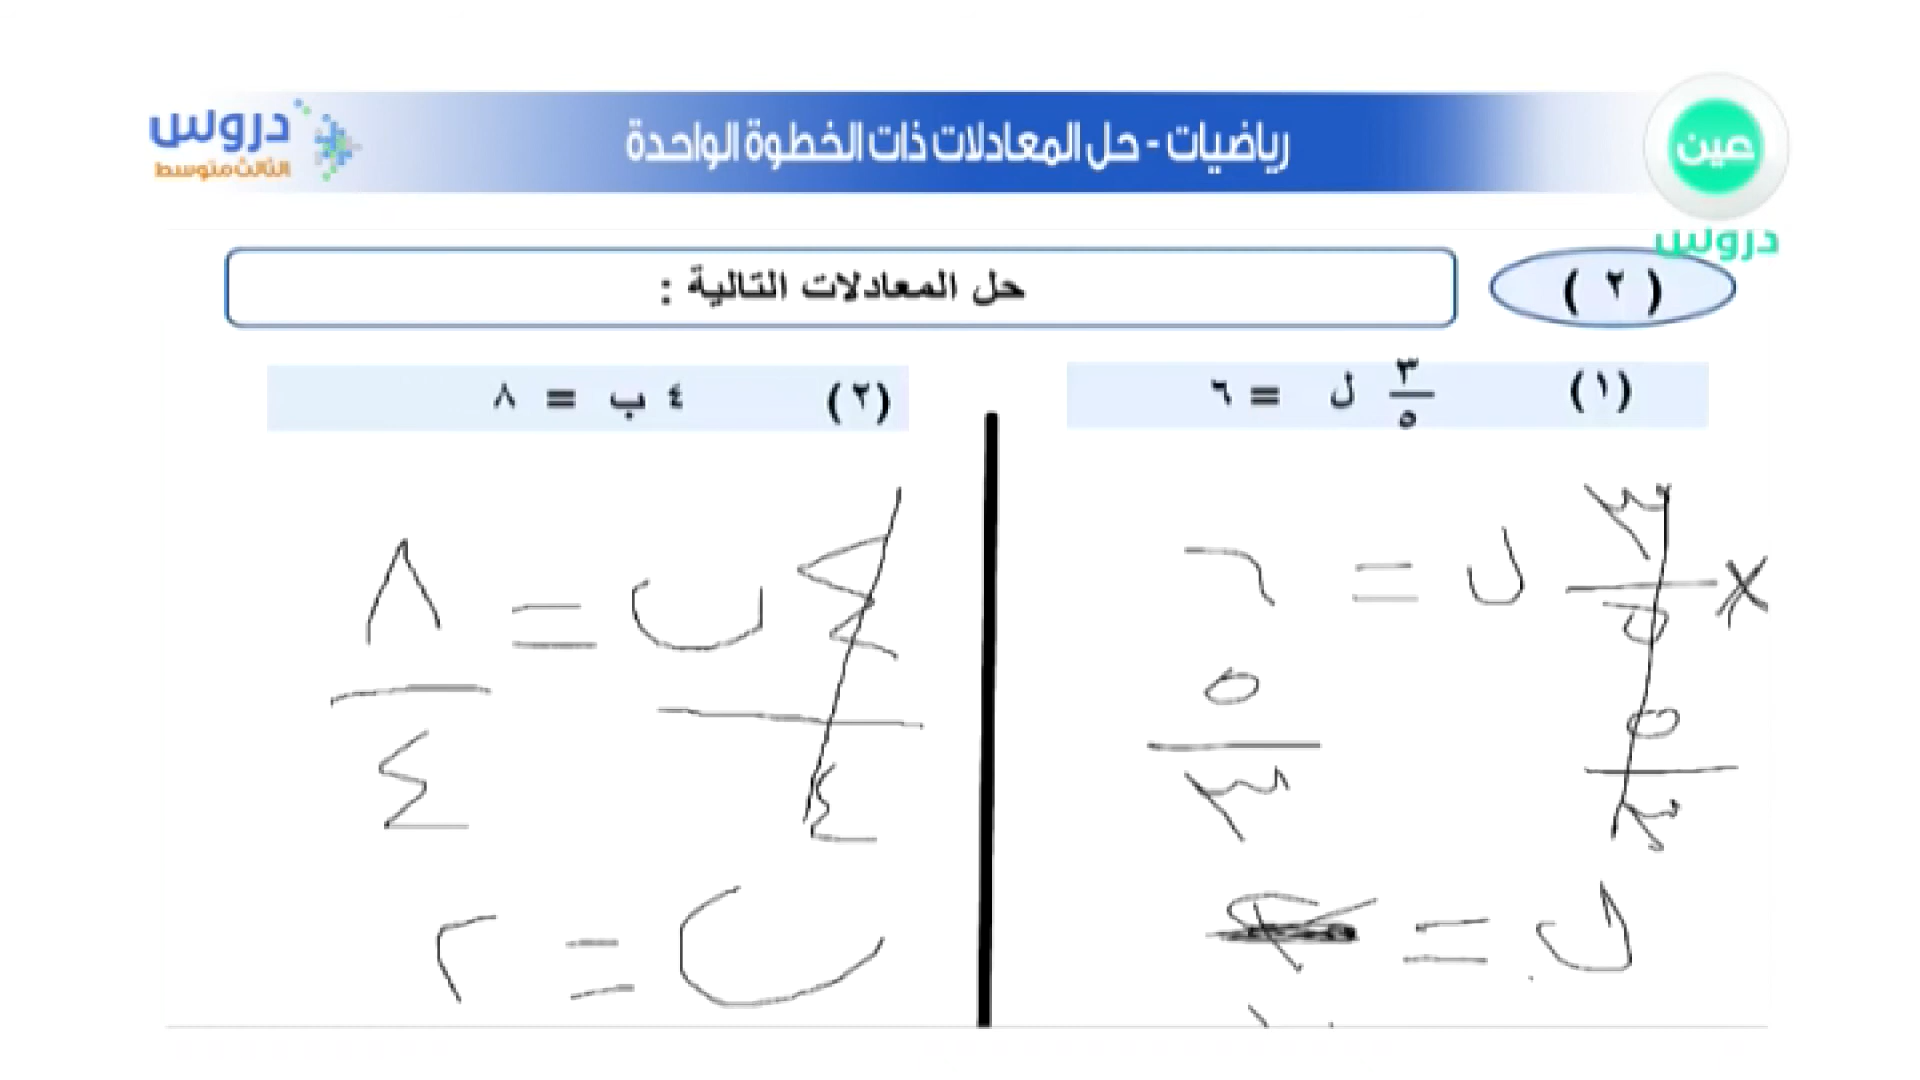 دروس
الثالث متوسط
رياضيات - حل المعادلات ذات الخطوة الواحدة
عين
دروس
( ٢ )
حل المعادلات التالية :
(١) ٣/٥ ل = ٦
× ٣/٥ ل = ٦
٥/٣ ٥/٣
ل =
(٢) ٤ ب = ٨
٤ ب = ٨
٤ ٤
ب = ٢